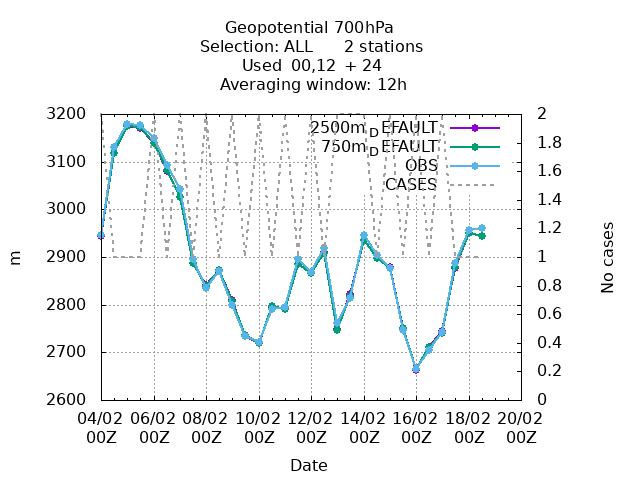 Geopotential 700hPa
Selection: ALL 2 stations
Used 00,12 + 24
Averaging window: 12h
3200
3100
3000
2900
2800
2700
2600
m
2
1.8
1.6
1.4
1.2
1
0.8
0.6
0.4
0.2
0
No cases
2500m_DEFAULT
750m_DEFAULT
OBS
CASES
04/02 06/02 08/02 10/02 12/02 14/02 16/02 18/02 20/02
00Z 00Z 00Z 00Z 00Z 00Z 00Z 00Z 00Z
Date